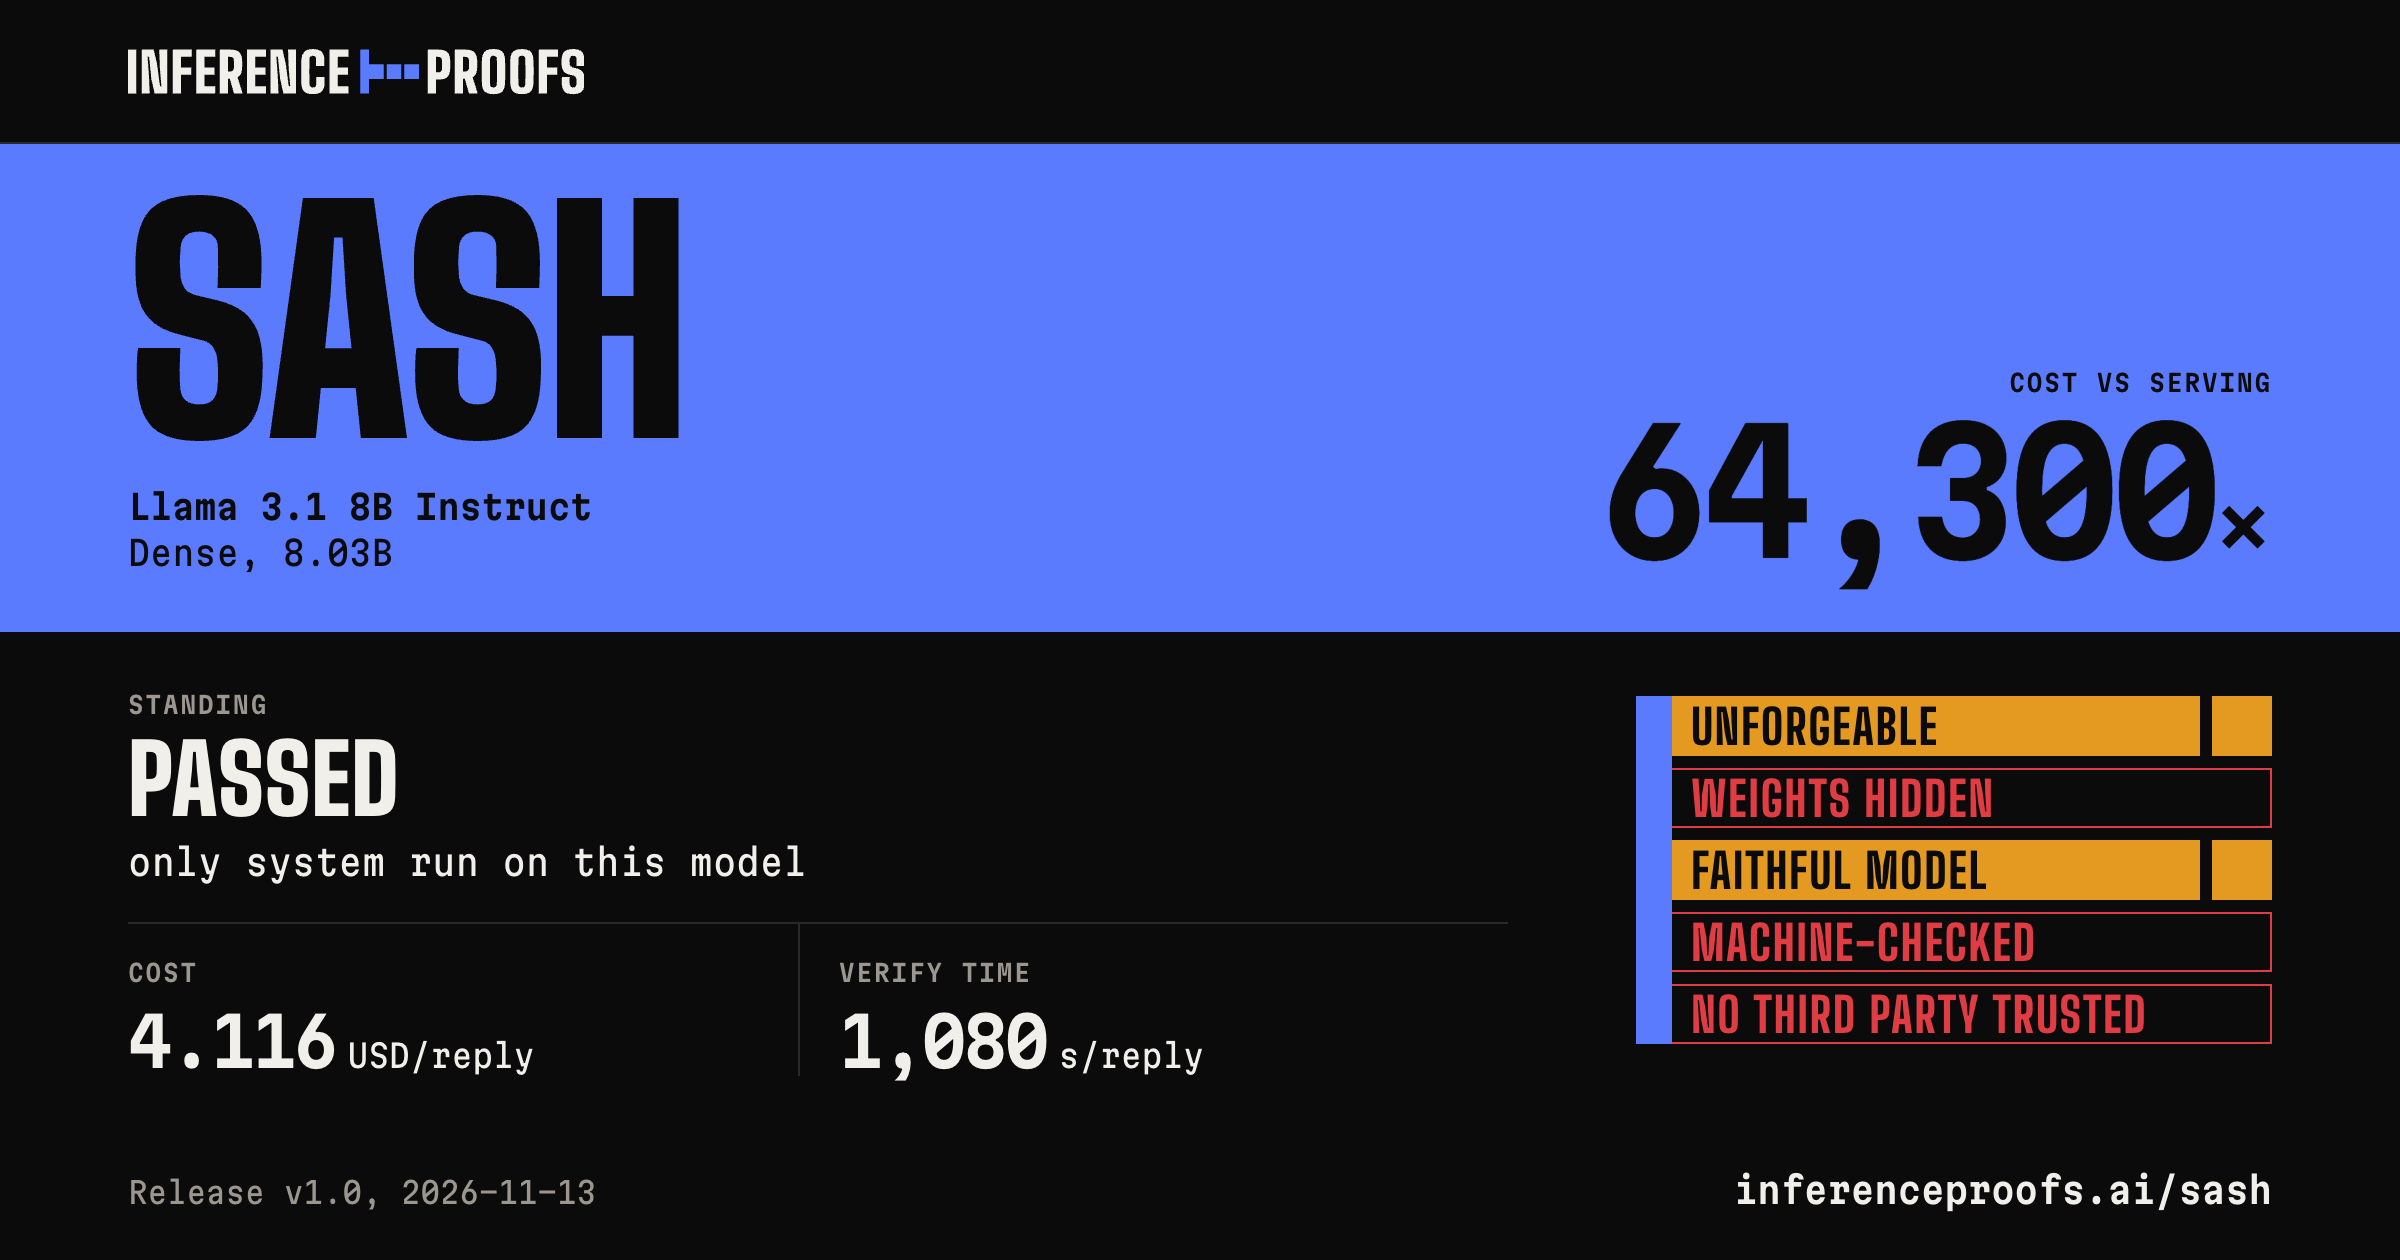 INFERENCE PROOFS
SASH
Llama 3.1 8B Instruct
Dense, 8.03B
COST VS SERVING
64,300×
STANDING
PASSED
only system run on this model
COST
4.116 USD/reply
VERIFY TIME
1,080 s/reply
UNFORGEABLE
WEIGHTS HIDDEN
FAITHFUL MODEL
MACHINE-CHECKED
NO THIRD PARTY TRUSTED
Release v1.0, 2026-11-13
inferenceproofs.ai/sash